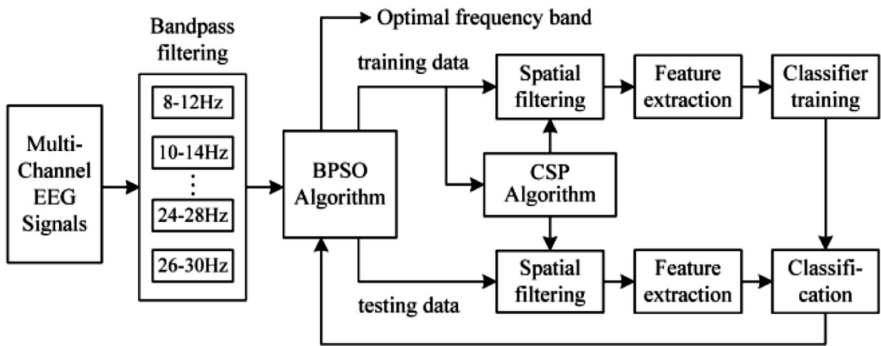 Multi-
Channel
EEG
Signals
Bandpass
filtering
8-12Hz
10-14Hz
⋮
24-28Hz
26-30Hz
BPSO
Algorithm
Optimal frequency band
training data
testing data
Spatial
filtering
Feature
extraction
Classifier
training
CSP
Algorithm
Spatial
filtering
Feature
extraction
Classifi-
cation